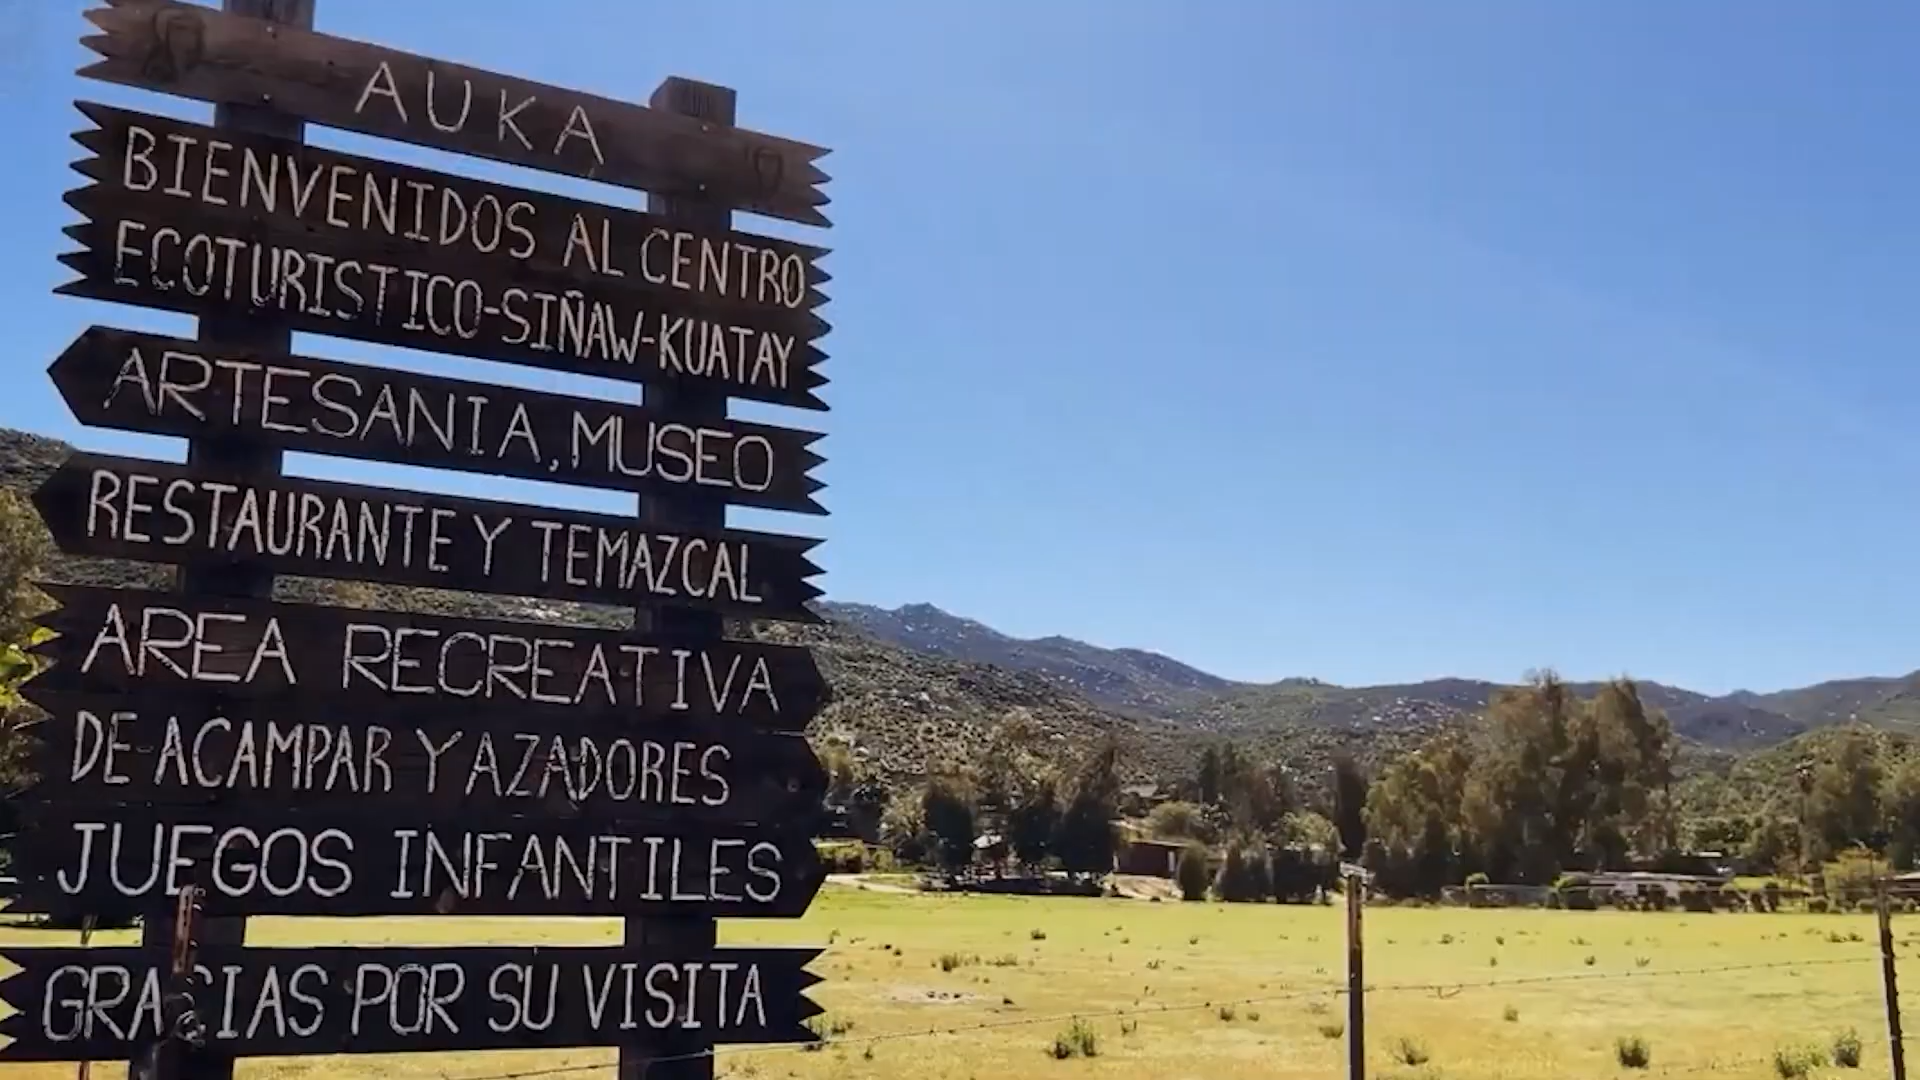 AUKA
BIENVENIDOS AL CENTRO
ECOTURISTICO-SIÑAW-KUATAY
ARTESANIA, MUSEO
RESTAURANTE Y TEMAZCAL
AREA RECREATIVA
DE ACAMPAR Y AZADORES
JUEGOS INFANTILES
GRACIAS POR SU VISITA